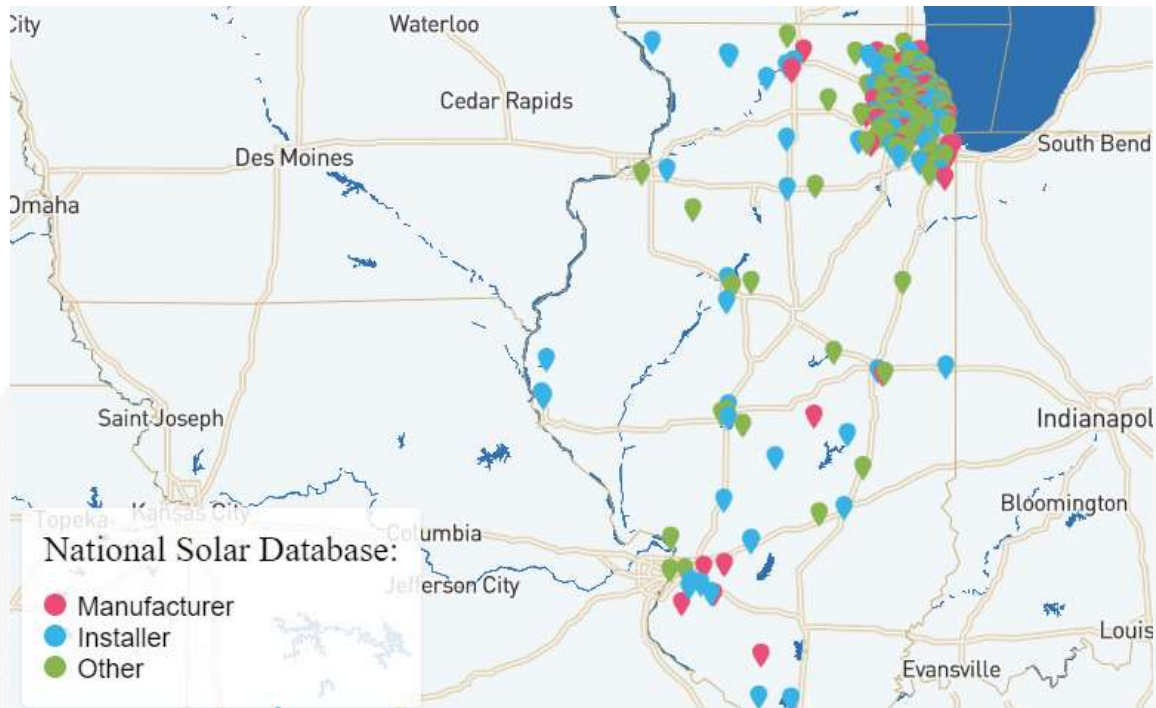 City
Waterloo
Cedar Rapids
Des Moines
South Bend
Omaha
Saint Joseph
Indianapol
Bloomington
Topeka
Kansas City
Columbia
Jefferson City
Louis
Evansville
National Solar Database:
Manufacturer
Installer
Other